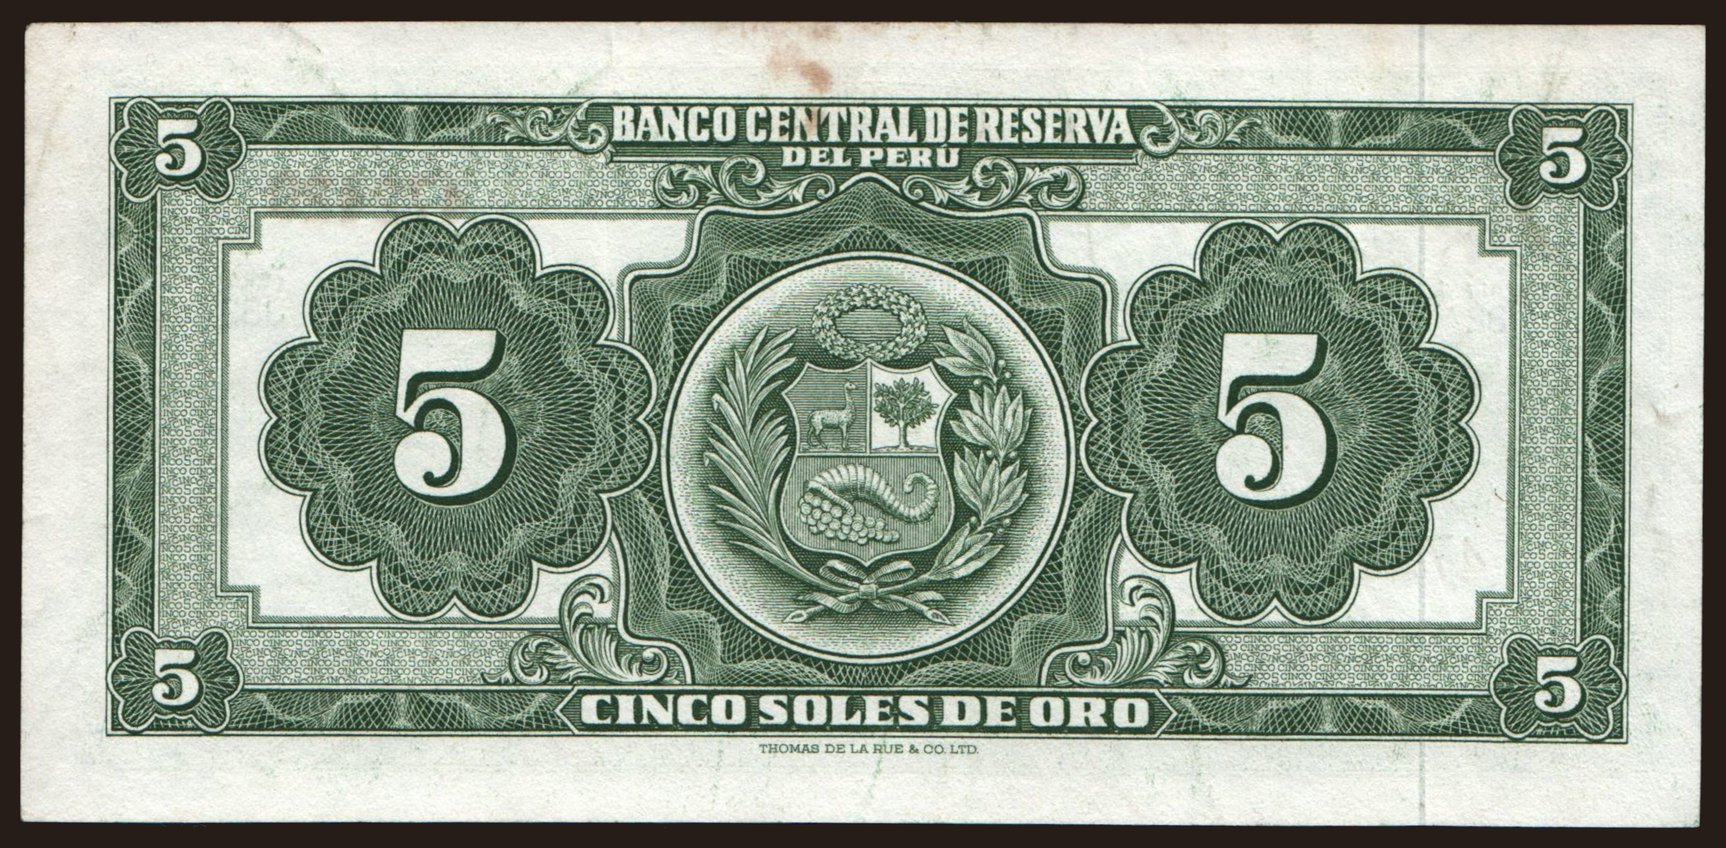 BANCO CENTRAL DE RESERVA
DEL PERÚ
5 5
5 5
5 5
CINCO SOLES DE ORO
THOMAS DE LA RUE & CO. LTD.